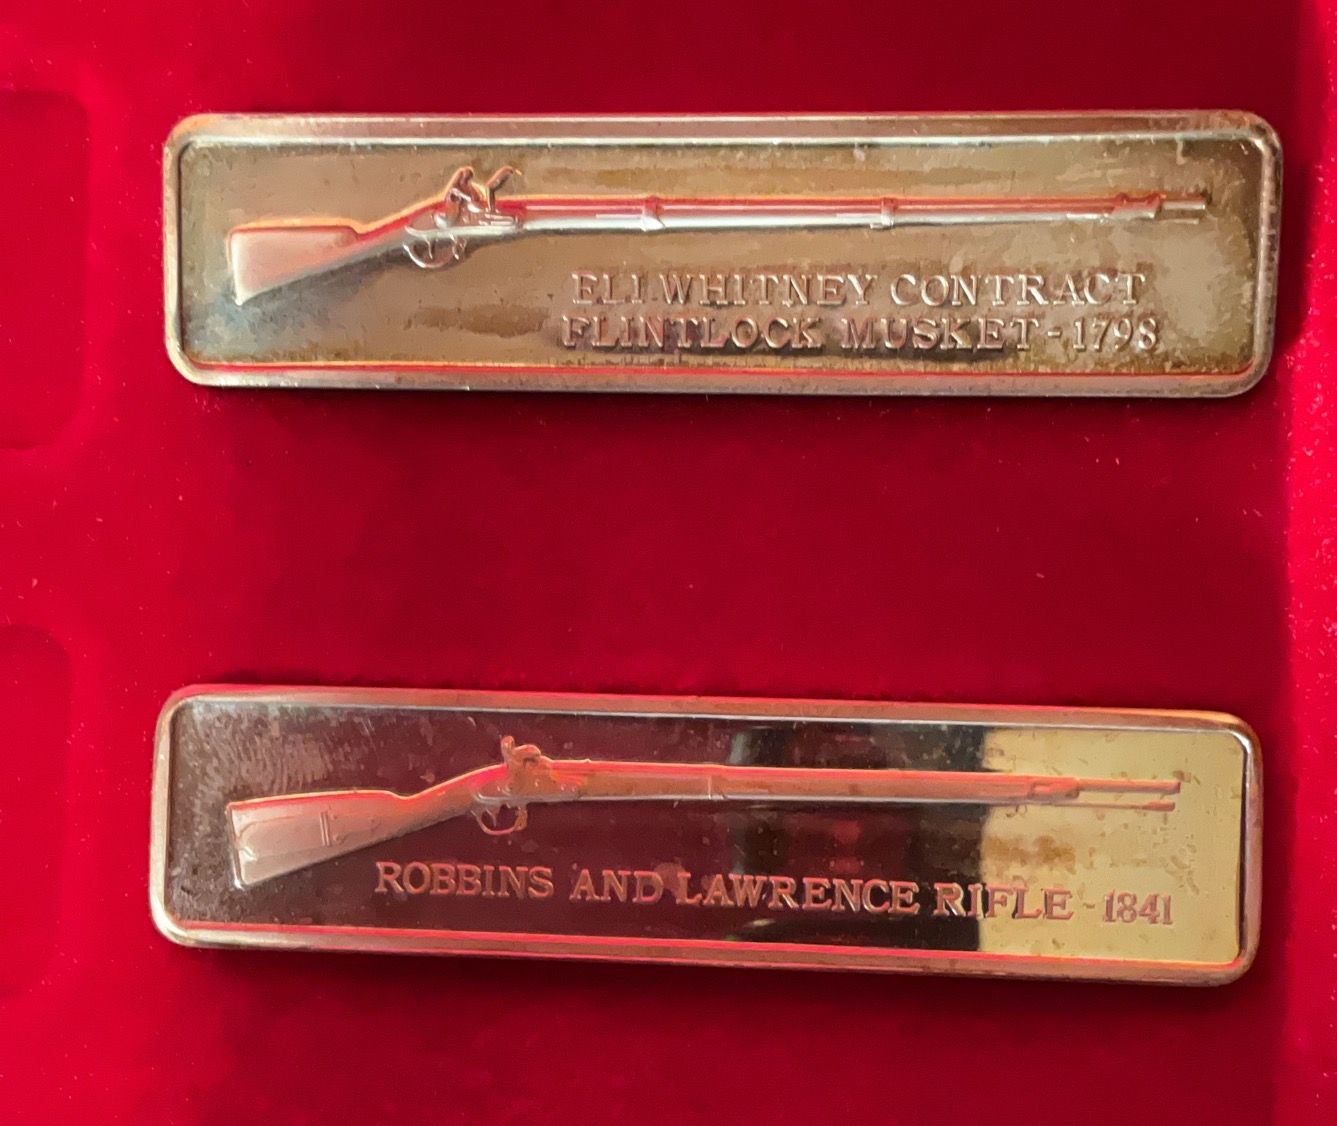 ELI WHITNEY CONTRACT
FLINTLOCK MUSKET - 1798
ROBBINS AND LAWRENCE RIFLE - 1841